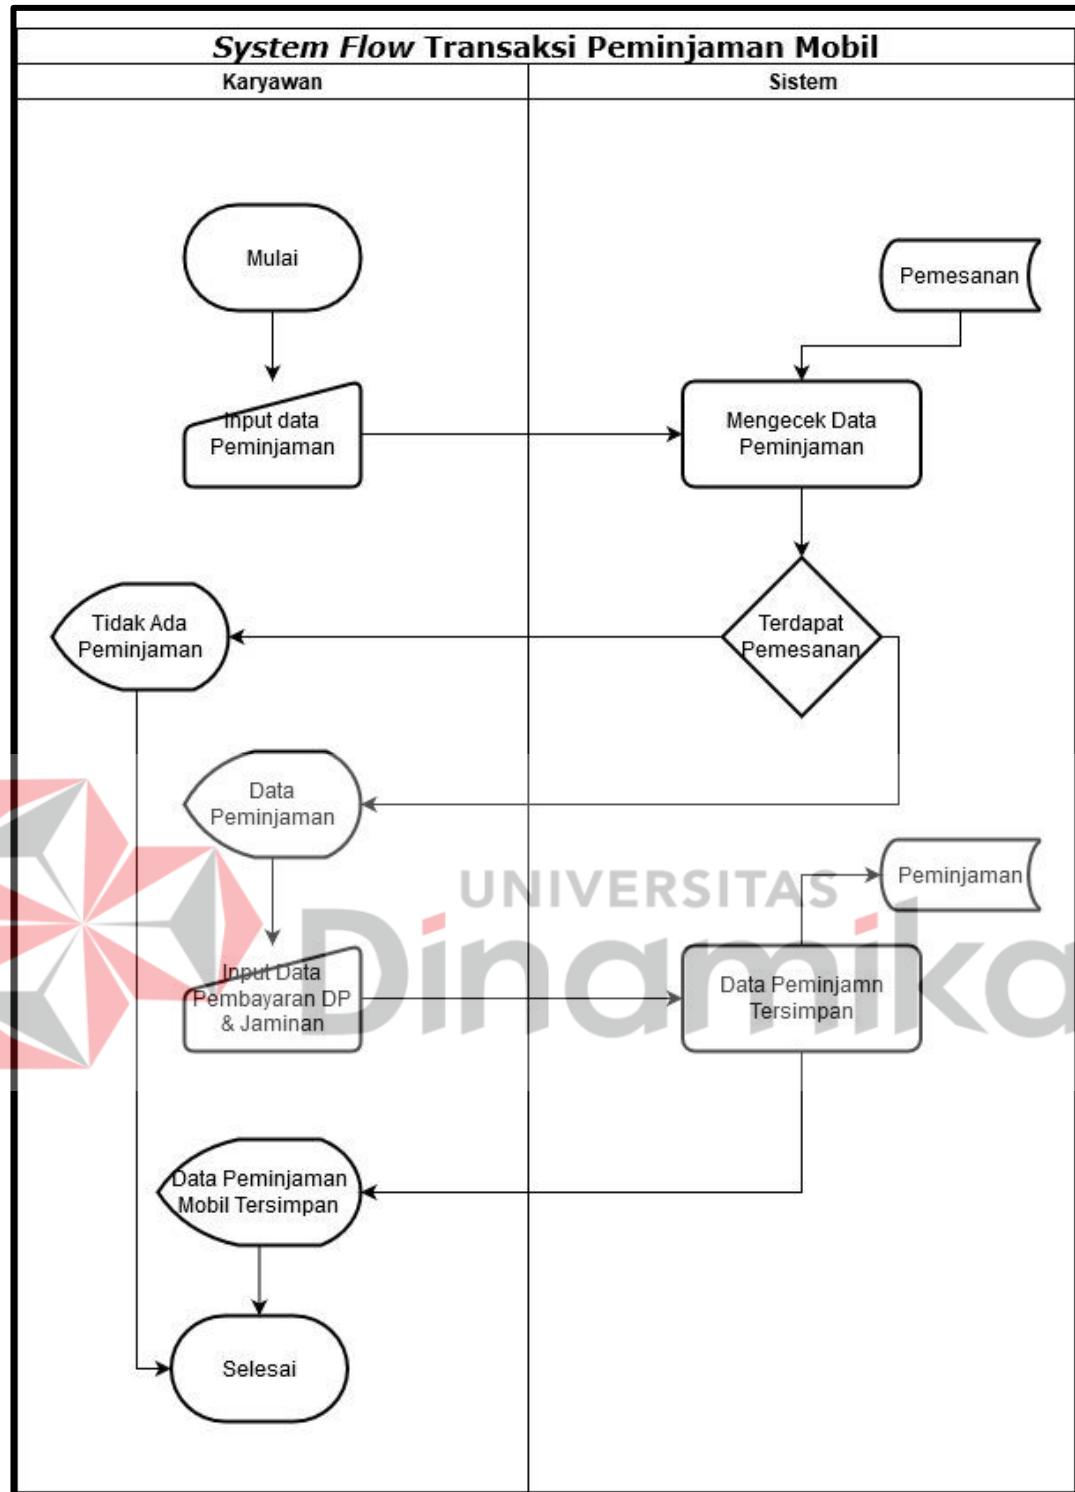 System Flow Transaksi Peminjaman Mobil
Karyawan
Sistem
Mulai
Pemesanan
Input data
Peminjaman
Mengecek Data
Peminjaman
Tidak Ada
Peminjaman
Terdapat
Pemesanan
Data
Peminjaman
UNIVERSITAS
Dinamika
Peminjaman
Input Data
Pembayaran DP
& Jaminan
Data Peminjamn
Tersimpan
Data Peminjaman
Mobil Tersimpan
Selesai